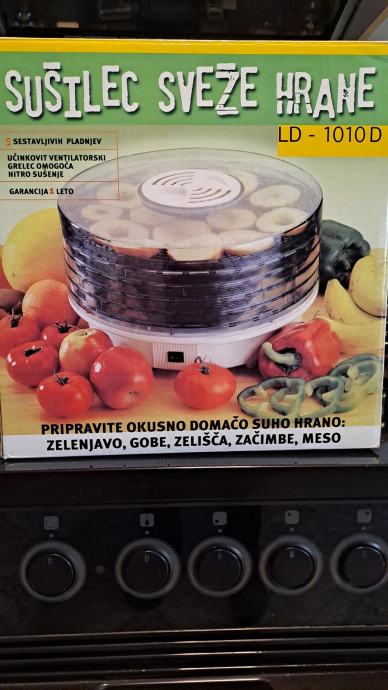 SUŠILEC SVEŽE HRANE
LD - 1010 D
5 SESTAVLJIVIH PLADNJEV
UČINKOVIT VENTILATORSKI
GRELEC OMOGOČA
HITRO SUŠENJE
GARANCIJA 1 LETO
PRIPRAVITE OKUSNO DOMAČO SUHO HRANO:
ZELENJAVO, GOBE, ZELIŠČA, ZAČIMBE, MESO